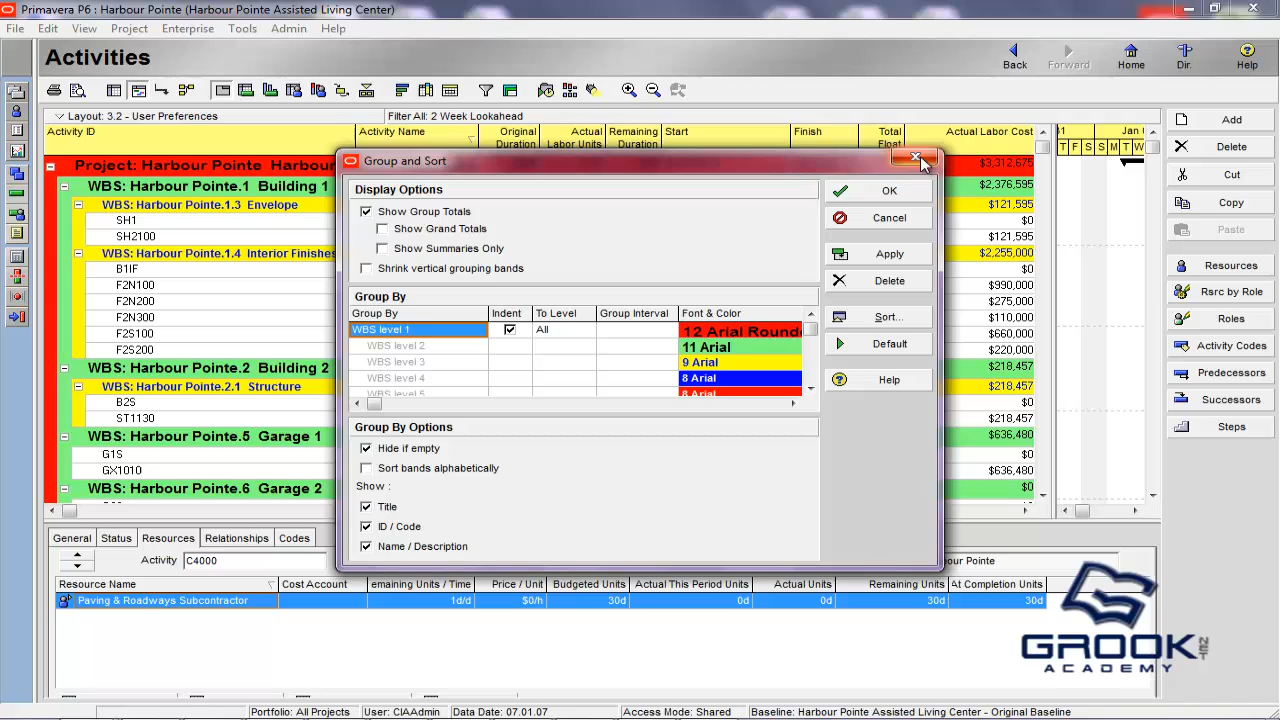 Primavera P6 : Harbour Pointe (Harbour Pointe Assisted Living Center)
File Edit View Project Enterprise Tools Admin Help
Activities
Back Forward Home Dir. Help
Layout: 3.2 - User Preferences Filter All: 2 Week Lookahead
Activity ID Activity Name Original Duration Actual Labor Units Remaining Duration Start Finish Total Float Actual Labor Cost 31 Jan 0
T F S S M T W
Project: Harbour Pointe Harbour $3,312,675
WBS: Harbour Pointe.1 Building 1 $2,376,595
WBS: Harbour Pointe.1.3 Envelope $121,595
SH1 $0
SH2100 $121,595
WBS: Harbour Pointe.1.4 Interior Finishes $2,255,000
B1IF $0
F2N100 $990,000
F2N200 $275,000
F2N300 $110,000
F2S100 $660,000
F2S200 $220,000
WBS: Harbour Pointe.2 Building 2 $218,457
WBS: Harbour Pointe.2.1 Structure $218,457
B2S $0
ST1130 $218,457
WBS: Harbour Pointe.5 Garage 1 $636,480
G1S $0
GX1010 $636,480
WBS: Harbour Pointe.6 Garage 2 $0
$0
Group and Sort
Display Options
Show Group Totals
Show Grand Totals
Show Summaries Only
Shrink vertical grouping bands
Group By
Group By Indent To Level Group Interval Font & Color
WBS level 1 All 12 Arial Rounde
WBS level 2 11 Arial
WBS level 3 9 Arial
WBS level 4 8 Arial
WBS level 5 8 Arial
Group By Options
Hide if empty
Sort bands alphabetically
Show :
Title
ID / Code
Name / Description
OK
Cancel
Apply
Delete
Sort...
Default
Help
Add
Delete
Cut
Copy
Paste
Resources
Rsrc by Role
Roles
Activity Codes
Predecessors
Successors
Steps
General Status Resources Relationships Codes
Activity C4000 Pointe
Resource Name Cost Account emaining Units / Time Price / Unit Budgeted Units Actual This Period Units Actual Units Remaining Units At Completion Units
Paving & Roadways Subcontractor 1d/d $0/h 30d 0d 0d 30d 30d
GROOK.NET
ACADEMY
Portfolio: All Projects User: CIAAdmin Data Date: 07.01.07 Access Mode: Shared Baseline: Harbour Pointe Assisted Living Center - Original Baseline